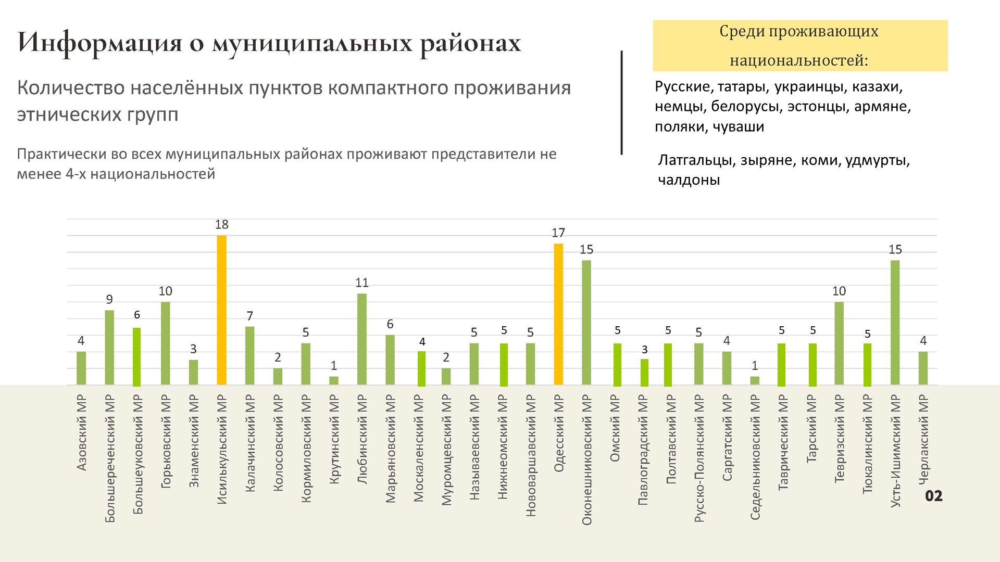 Информация о муниципальных районах
Количество населённых пунктов компактного проживания
этнических групп
Практически во всех муниципальных районах проживают представители не
менее 4-х национальностей
Среди проживающих
национальностей:
Русские, татары, украинцы, казахи,
немцы, белорусы, эстонцы, армяне,
поляки, чуваши
Латгальцы, зыряне, коми, удмурты,
чалдоны
4
9
6
10
3
18
7
2
5
1
11
6
4
2
5
5
5
17
15
5
3
5
5
4
1
5
5
10
5
15
4
Азовский МР
Большереченский МР
Большеуковский МР
Горьковский МР
Знаменский МР
Исилькульский МР
Калачинский МР
Колосовский МР
Кормиловский МР
Крутинский МР
Любинский МР
Марьяновский МР
Москаленский МР
Муромцевский МР
Называевский МР
Нижнеомский МР
Нововаршавский МР
Одесский МР
Оконешниковский МР
Омский МР
Павлоградский МР
Полтавский МР
Русско-Полянский МР
Саргатский МР
Седельниковский МР
Таврический МР
Тарский МР
Тевризский МР
Тюкалинский МР
Усть-Ишимский МР
Черлакский МР
02